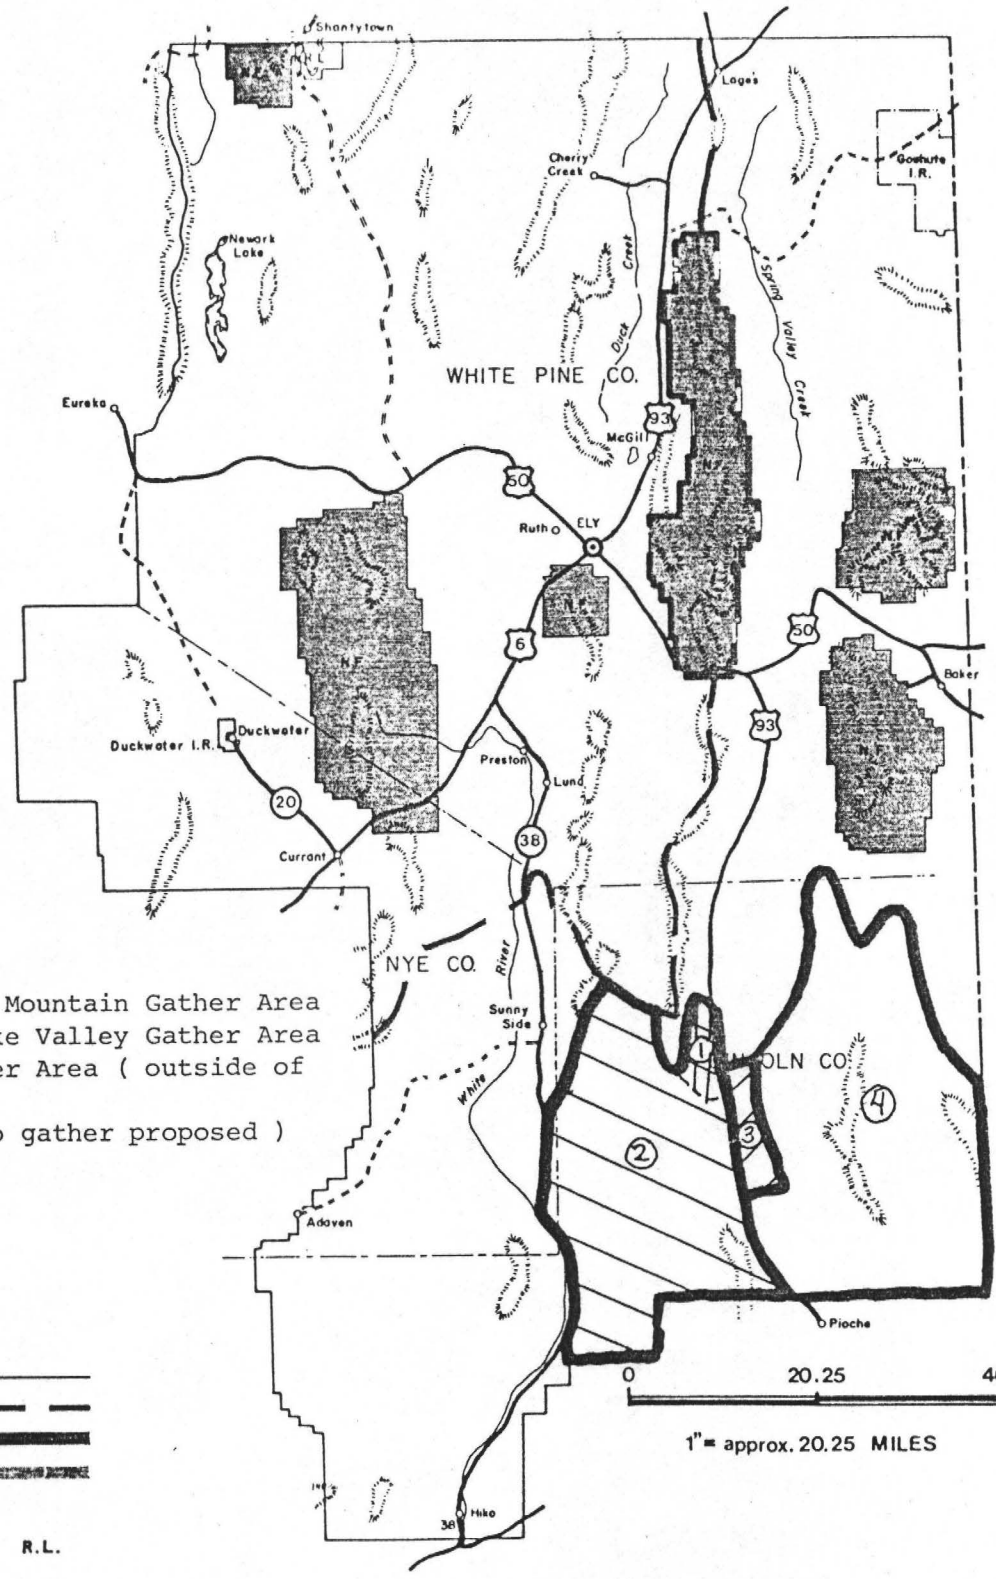 Shantytown
N.F.
R.L.
Lages
Cherry
Creek
Goshute
I.R.
Newark
Lake
Duck
Creek
Spring Valley Creek
WHITE PINE CO.
Eureka
93
McGill
N.F.
50
Ruth
ELY
N.F.
N.F.
6
50
N.F.
Baker
Duckwater I.R.
Duckwater
93
N.F.
Preston
Lund
20
38
Currant
NYE CO.
River
White
Mountain Gather Area
ke Valley Gather Area
er Area ( outside of
o gather proposed )
Sunny
Side
1
NCOLN CO.
4
3
2
Adaven
Pioche
0 20.25 4
1"= approx. 20.25 MILES
38
Hiko
R.L.